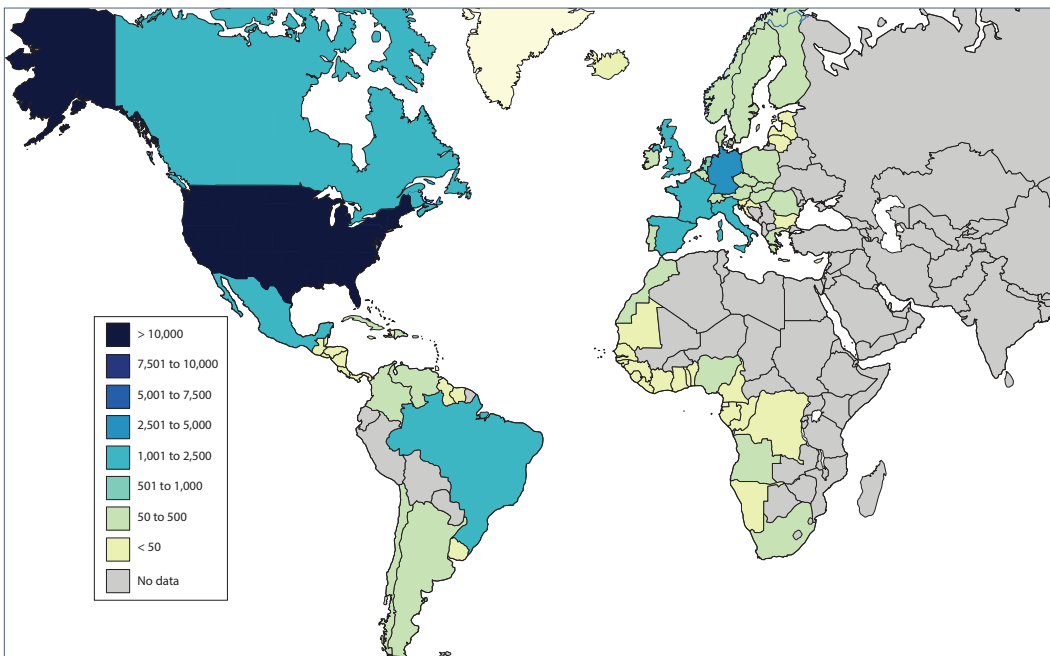 > 10,000
7,501 to 10,000
5,001 to 7,500
2,501 to 5,000
1,001 to 2,500
501 to 1,000
50 to 500
< 50
No data